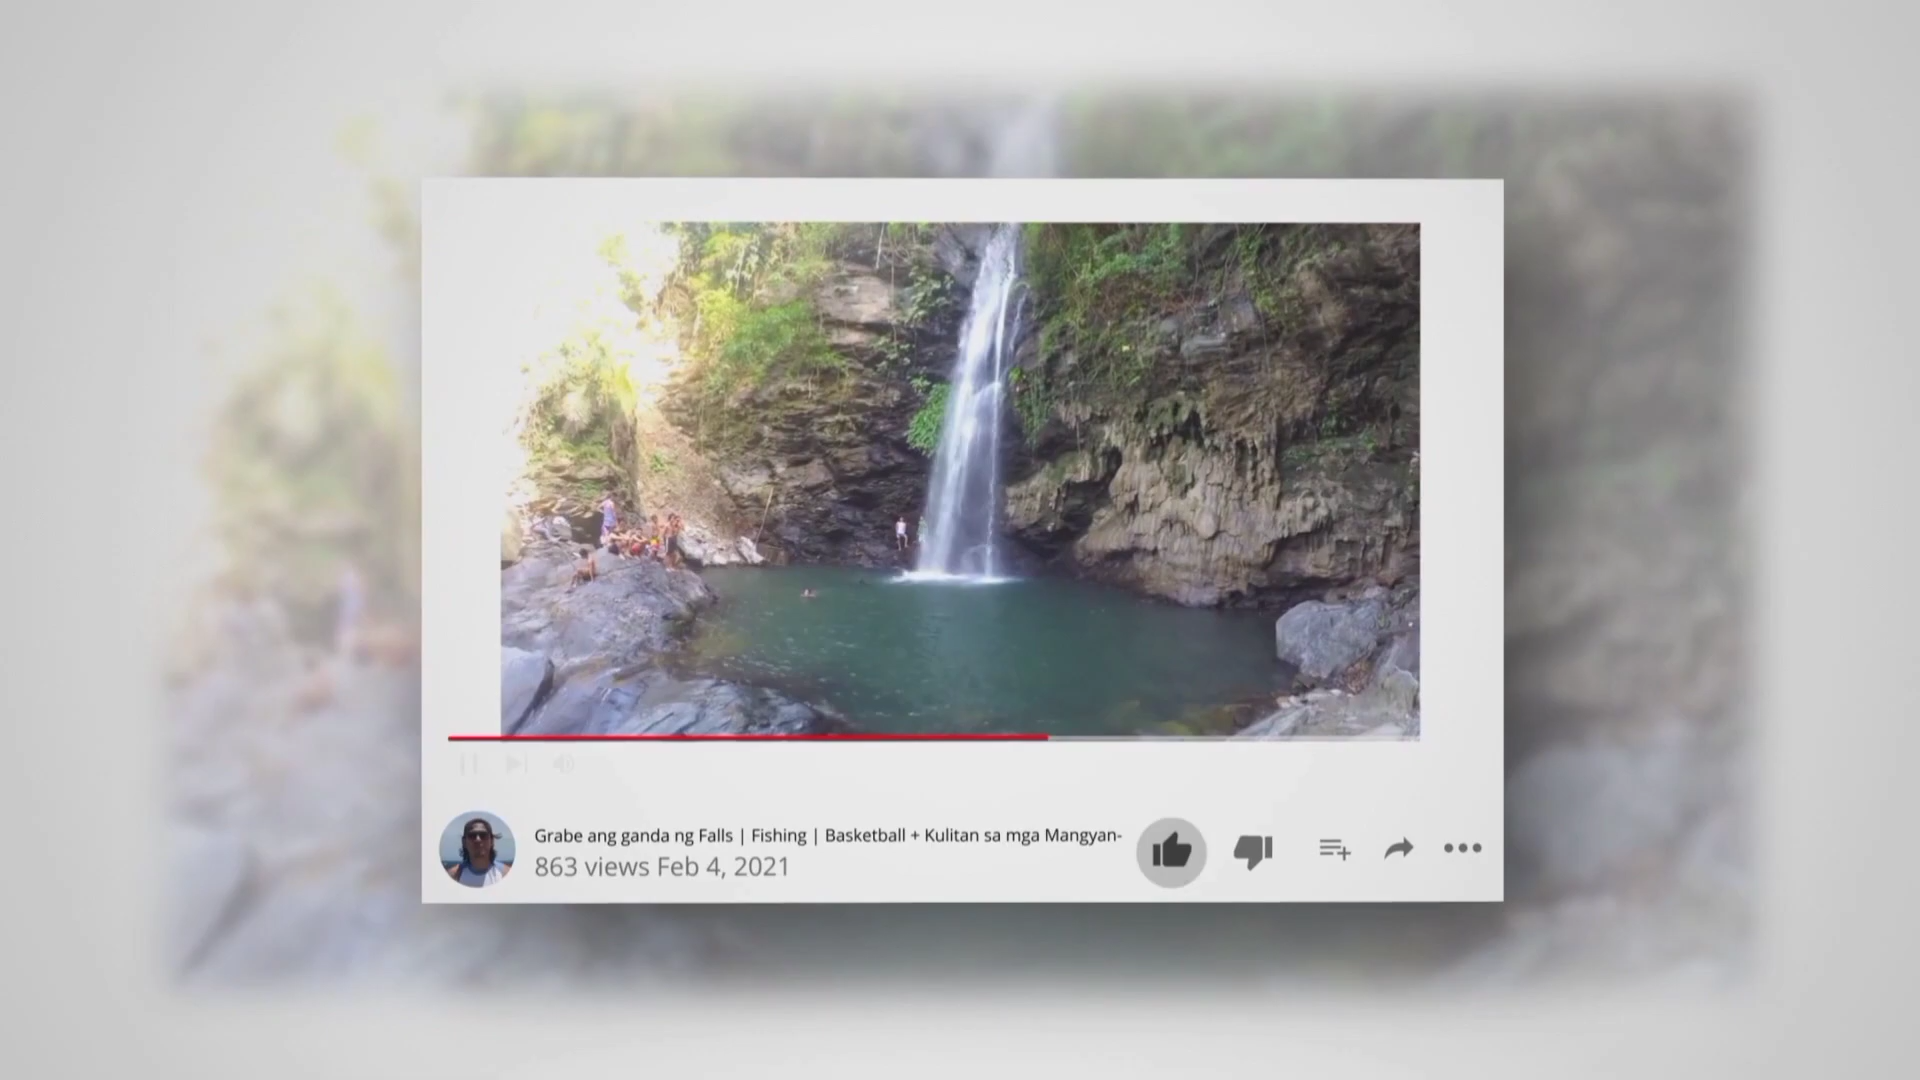 Grabe ang ganda ng Falls | Fishing | Basketball + Kulitan sa mga Mangyan-
863 views Feb 4, 2021